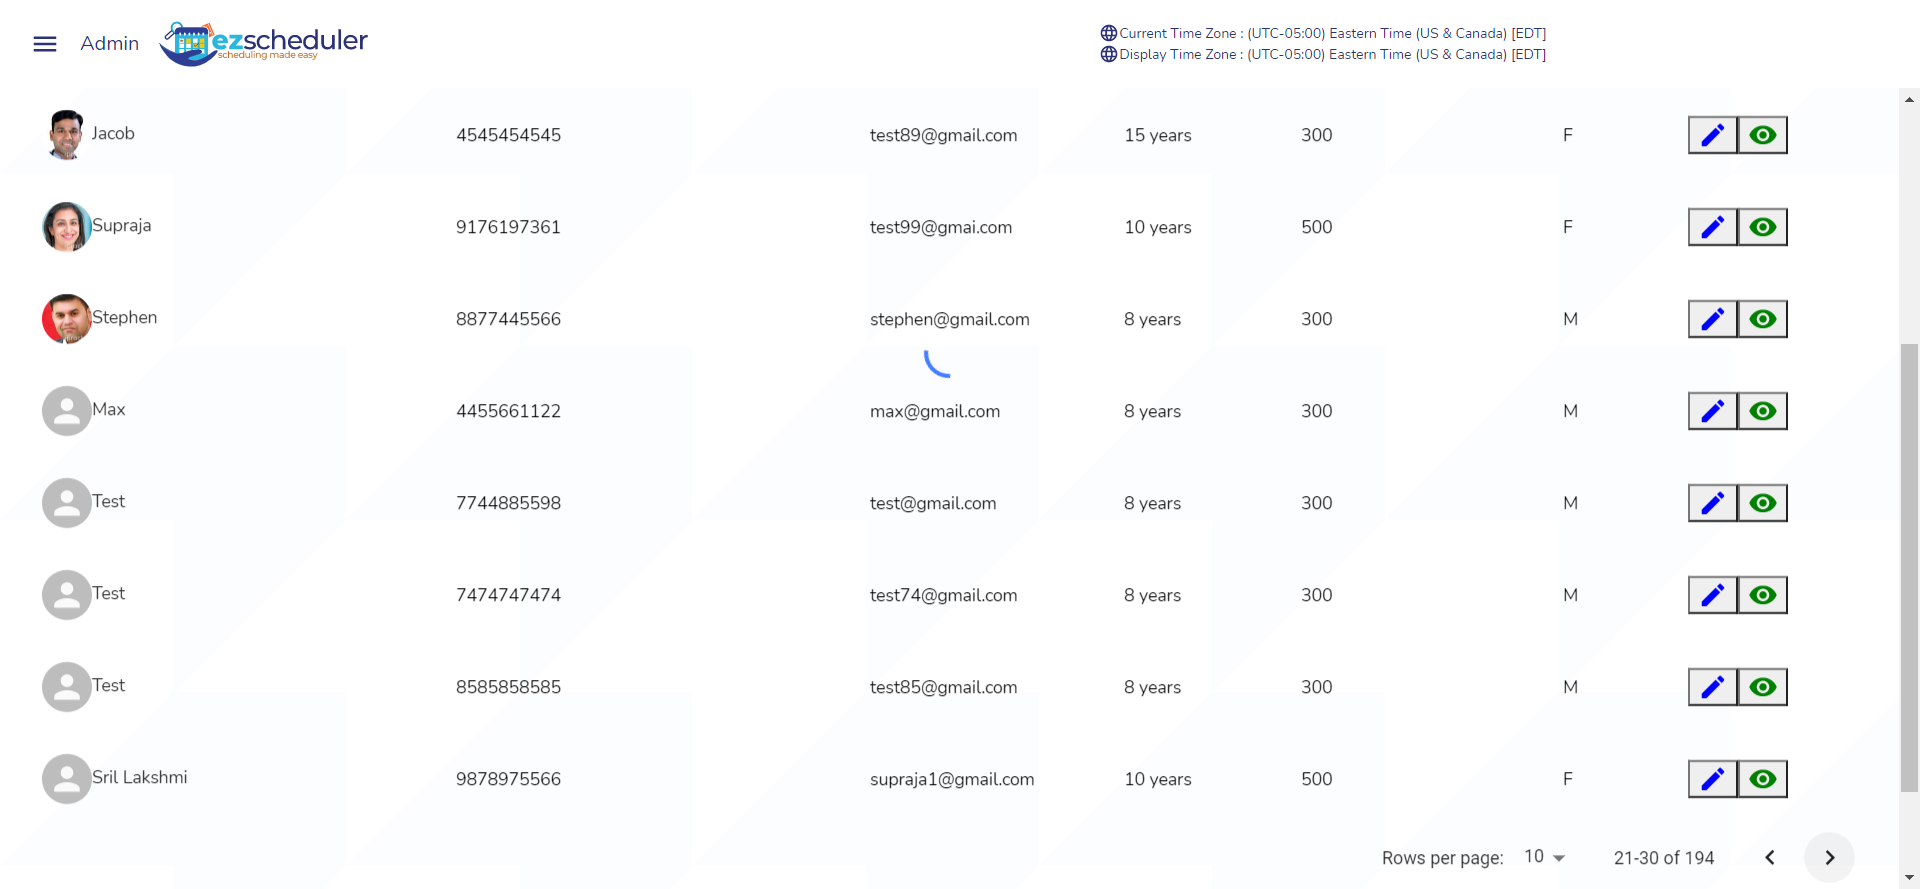 Admin
ezscheduler
scheduling made easy
Current Time Zone : (UTC-05:00) Eastern Time (US & Canada) [EDT]
Display Time Zone : (UTC-05:00) Eastern Time (US & Canada) [EDT]
Jacob 4545454545 test89@gmail.com 15 years 300 F
Supraja 9176197361 test99@gmai.com 10 years 500 F
Stephen 8877445566 stephen@gmail.com 8 years 300 M
Max 4455661122 max@gmail.com 8 years 300 M
Test 7744885598 test@gmail.com 8 years 300 M
Test 7474747474 test74@gmail.com 8 years 300 M
Test 8585858585 test85@gmail.com 8 years 300 M
Sril Lakshmi 9878975566 supraja1@gmail.com 10 years 500 F
Rows per page: 10 21-30 of 194